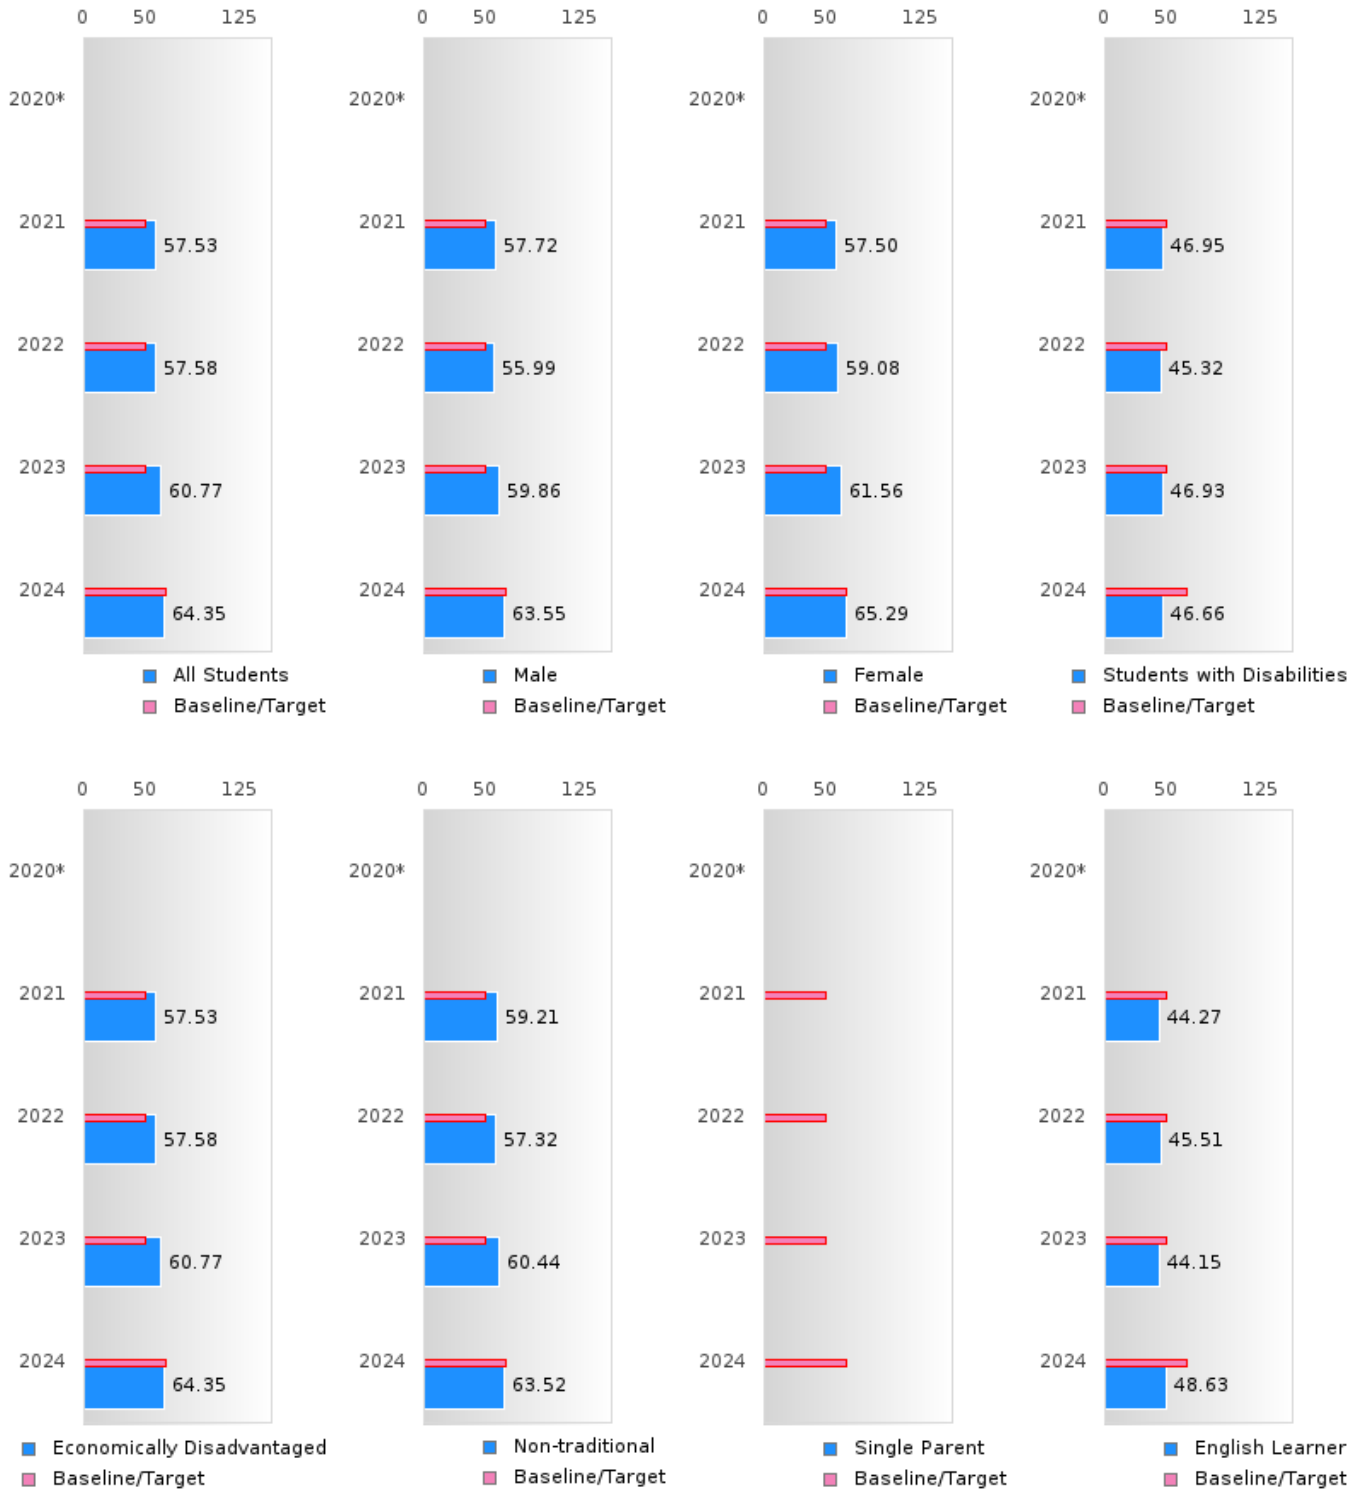 0 50 125 0 50 125 0 50 125 0 50 125
2020* 2020* 2020* 2020*
2021 57.53 2021 57.72 2021 57.50 2021 46.95
2022 57.58 2022 55.99 2022 59.08 2022 45.32
2023 60.77 2023 59.86 2023 61.56 2023 46.93
2024 64.35 2024 63.55 2024 65.29 2024 46.66
All Students Male Female Students with Disabilities
Baseline/Target Baseline/Target Baseline/Target Baseline/Target
0 50 125 0 50 125 0 50 125 0 50 125
2020* 2020* 2020* 2020*
2021 57.53 2021 59.21 2021 2021 44.27
2022 57.58 2022 57.32 2022 2022 45.51
2023 60.77 2023 60.44 2023 2023 44.15
2024 64.35 2024 63.52 2024 2024 48.63
Economically Disadvantaged Non-traditional Single Parent English Learner
Baseline/Target Baseline/Target Baseline/Target Baseline/Target